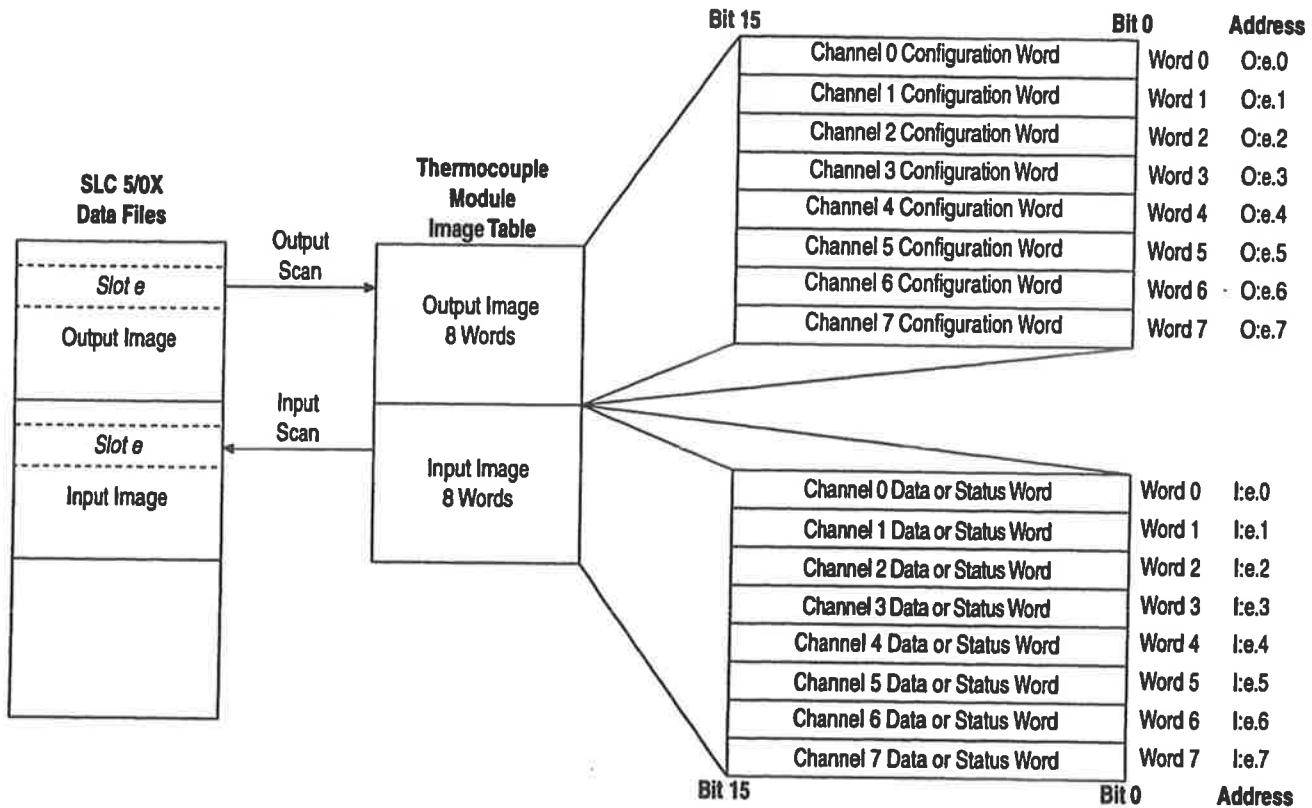 SLC 5/0X
Data Files
Slot e
Output Image
Slot e
Input Image
Output
Scan
Input
Scan
Thermocouple
Module
Image Table
Output Image
8 Words
Input Image
8 Words
Bit 15 Bit 0 Address
Channel 0 Configuration Word Word 0 O:e.0
Channel 1 Configuration Word Word 1 O:e.1
Channel 2 Configuration Word Word 2 O:e.2
Channel 3 Configuration Word Word 3 O:e.3
Channel 4 Configuration Word Word 4 O:e.4
Channel 5 Configuration Word Word 5 O:e.5
Channel 6 Configuration Word Word 6 O:e.6
Channel 7 Configuration Word Word 7 O:e.7
Channel 0 Data or Status Word Word 0 I:e.0
Channel 1 Data or Status Word Word 1 I:e.1
Channel 2 Data or Status Word Word 2 I:e.2
Channel 3 Data or Status Word Word 3 I:e.3
Channel 4 Data or Status Word Word 4 I:e.4
Channel 5 Data or Status Word Word 5 I:e.5
Channel 6 Data or Status Word Word 6 I:e.6
Channel 7 Data or Status Word Word 7 I:e.7
Bit 15 Bit 0 Address